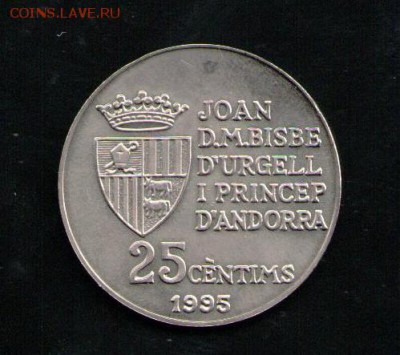 COINS.LAVE.RU
JOAN
D.M.BISBE
D'URGELL
I PRINCEP
D'ANDORRA
25 CÈNTIMS
1995